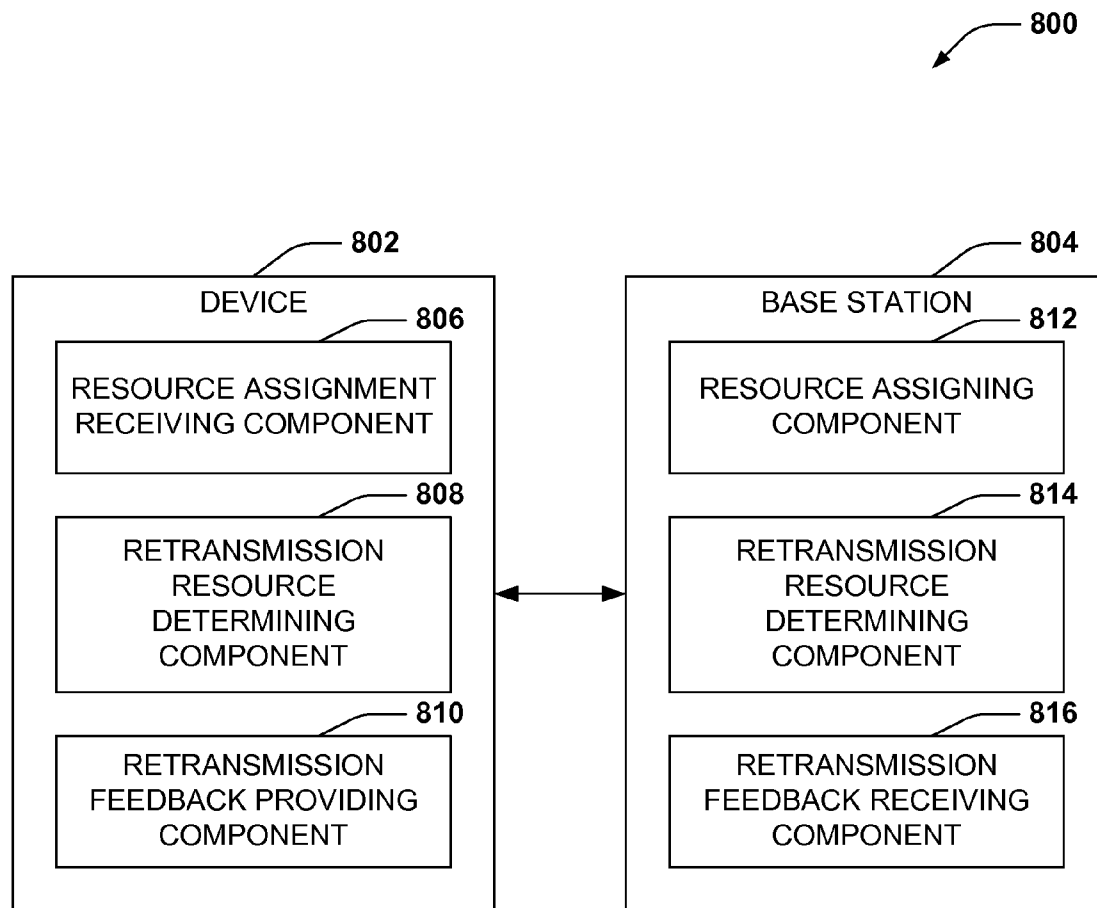 800
802
DEVICE
806
RESOURCE ASSIGNMENT
RECEIVING COMPONENT
808
RETRANSMISSION
RESOURCE
DETERMINING
COMPONENT
810
RETRANSMISSION
FEEDBACK PROVIDING
COMPONENT
804
BASE STATION
812
RESOURCE ASSIGNING
COMPONENT
814
RETRANSMISSION
RESOURCE
DETERMINING
COMPONENT
816
RETRANSMISSION
FEEDBACK RECEIVING
COMPONENT